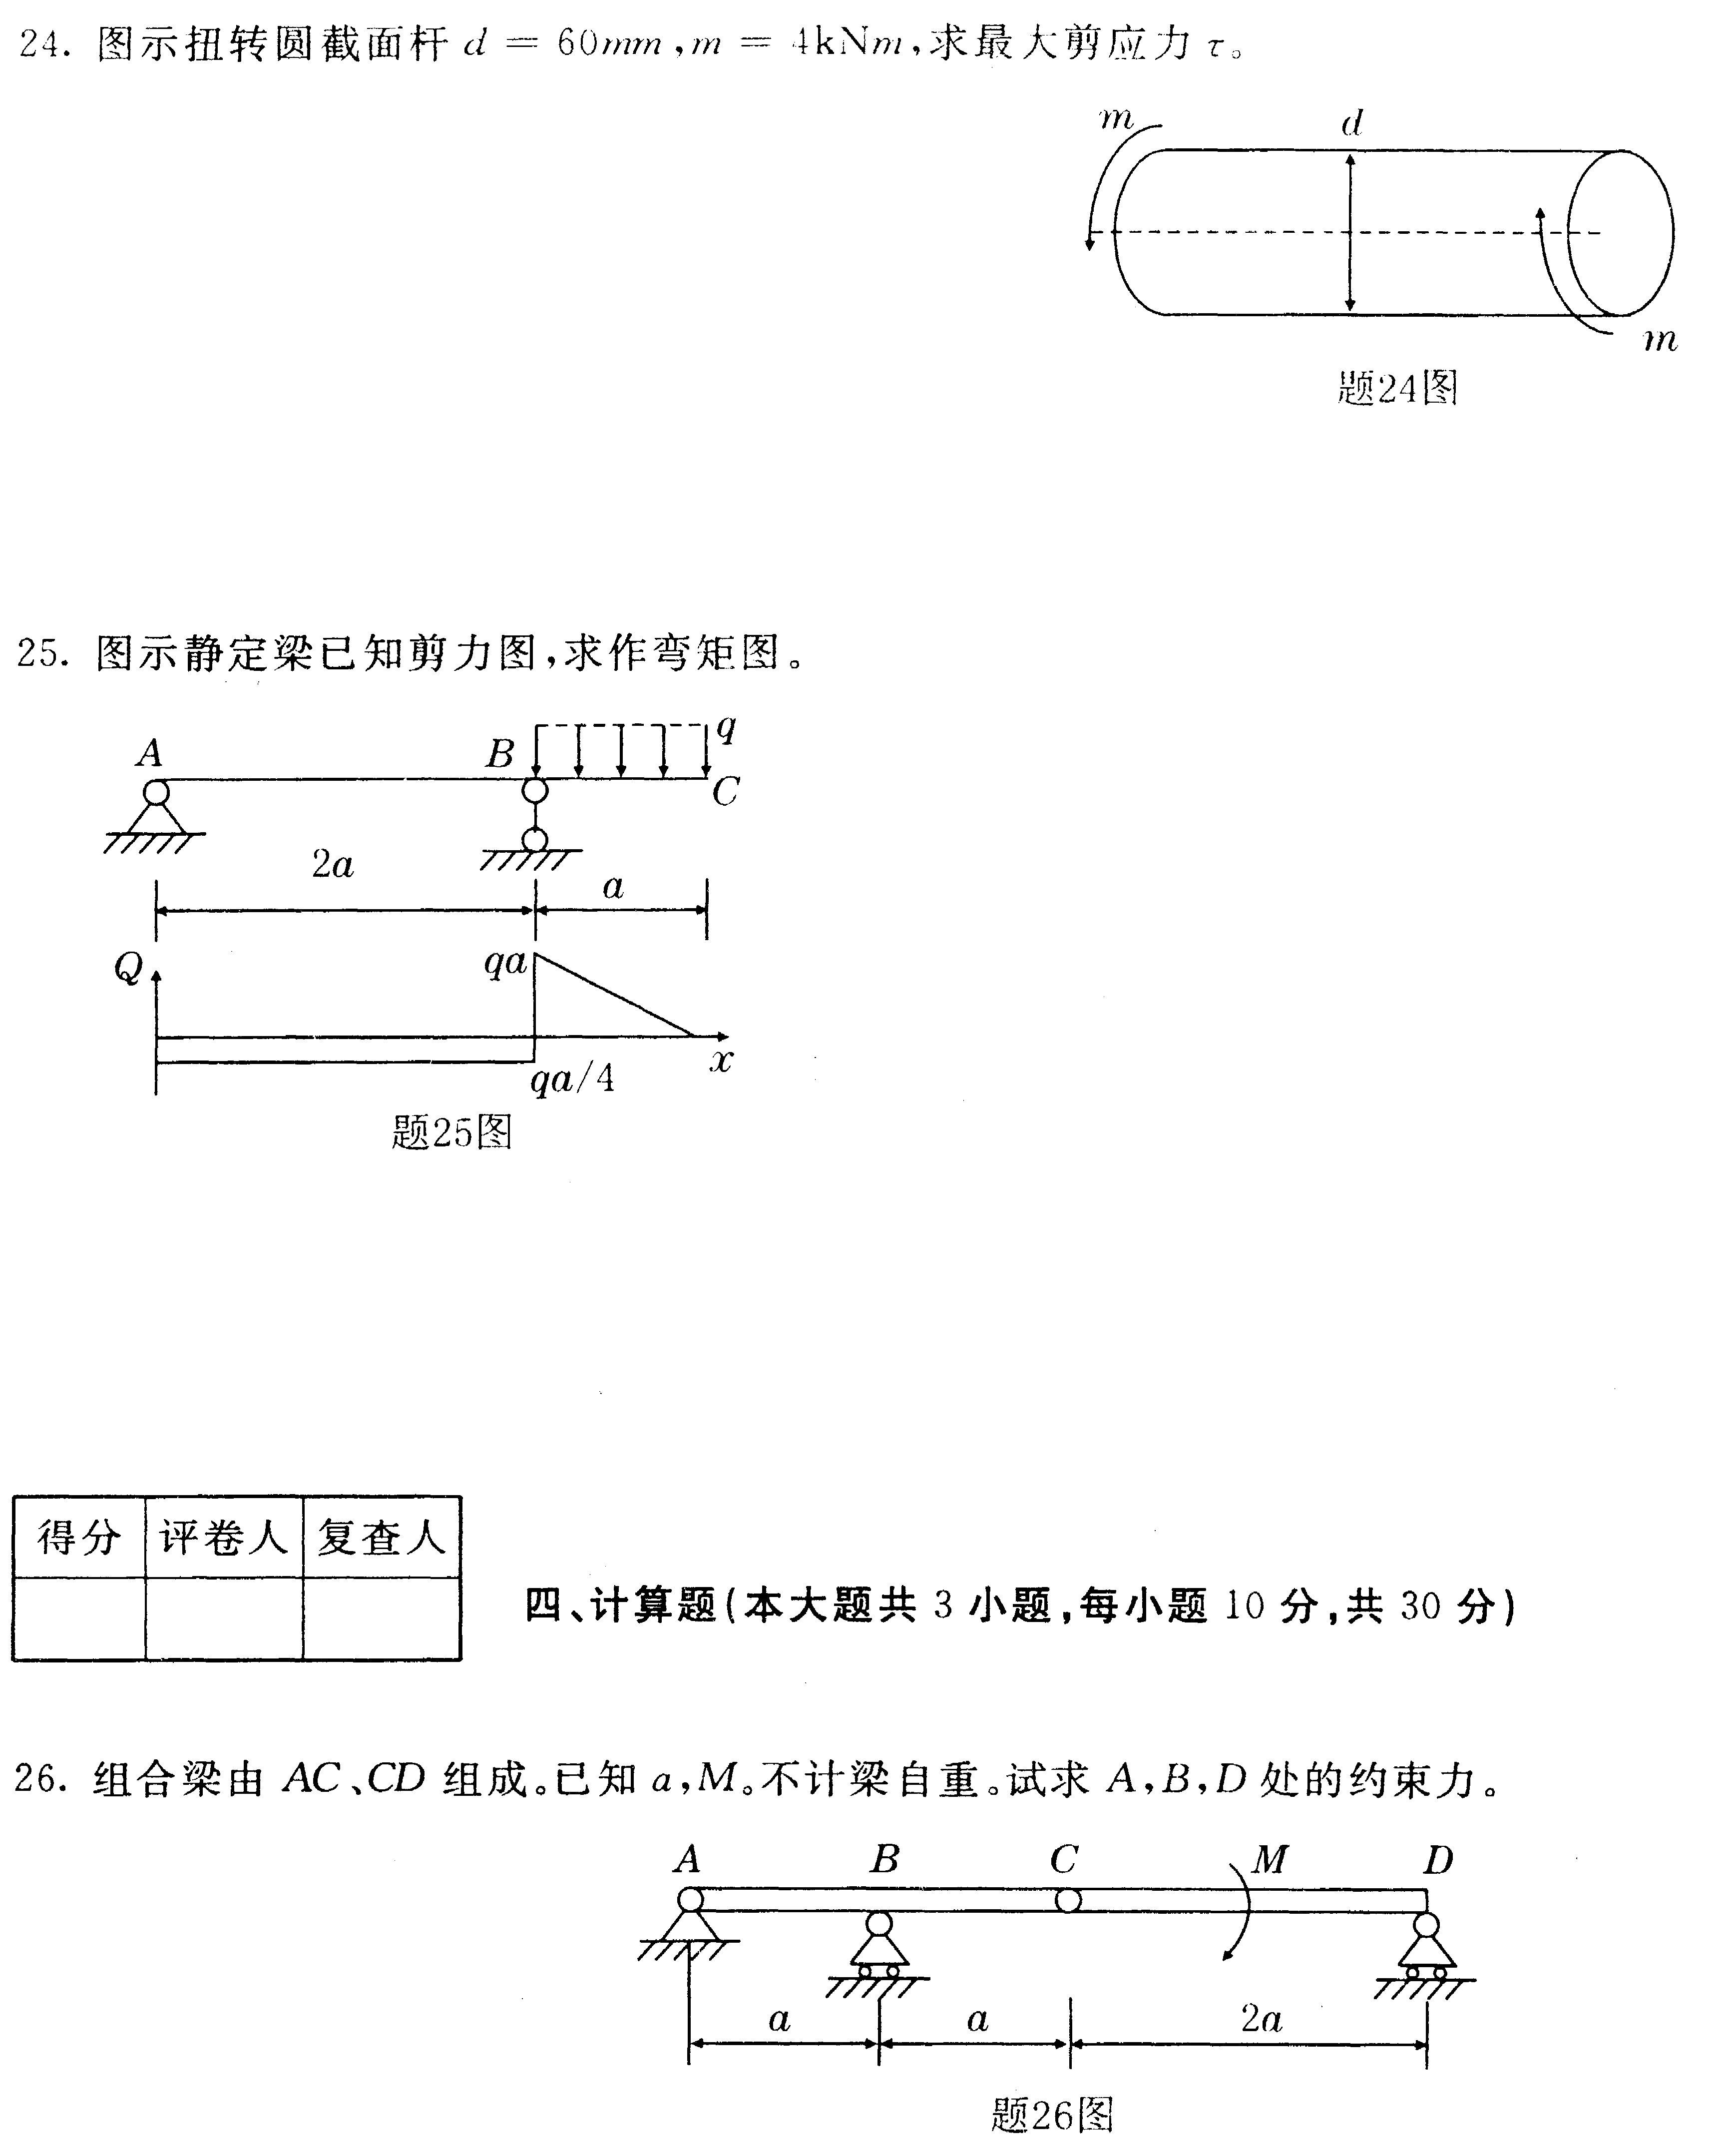 24. 图示扭转圆截面杆 d = 60mm,m = 4kNm,求最大剪应力 τ。
m
d
m
题24图
25. 图示静定梁已知剪力图,求作弯矩图。
A
B
q
C
2a
a
Q
qa
x
qa/4
题25图
得分 评卷人 复查人
四、计算题(本大题共 3 小题,每小题 10 分,共 30 分)
26. 组合梁由 AC、CD 组成。已知 a,M。不计梁自重。试求 A,B,D 处的约束力。
A B C M D
a a 2a
题26图